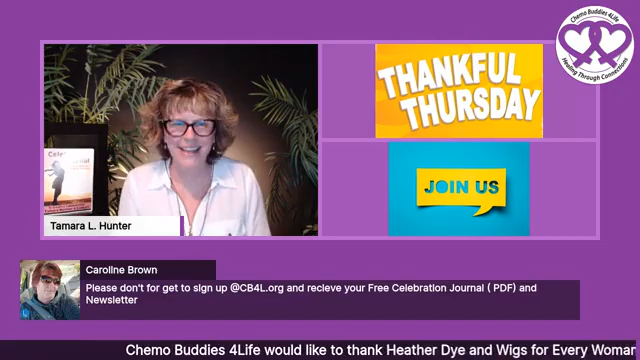 Chemo Buddies 4Life
Healing Through Connections
THANKFUL
THURSDAY
JOIN US
Tamara L. Hunter
Caroline Brown
Please don't for get to sign up @CB4L.org and recieve your Free Celebration Journal ( PDF) and
Newsletter
Chemo Buddies 4Life would like to thank Heather Dye and Wigs for Every Woman